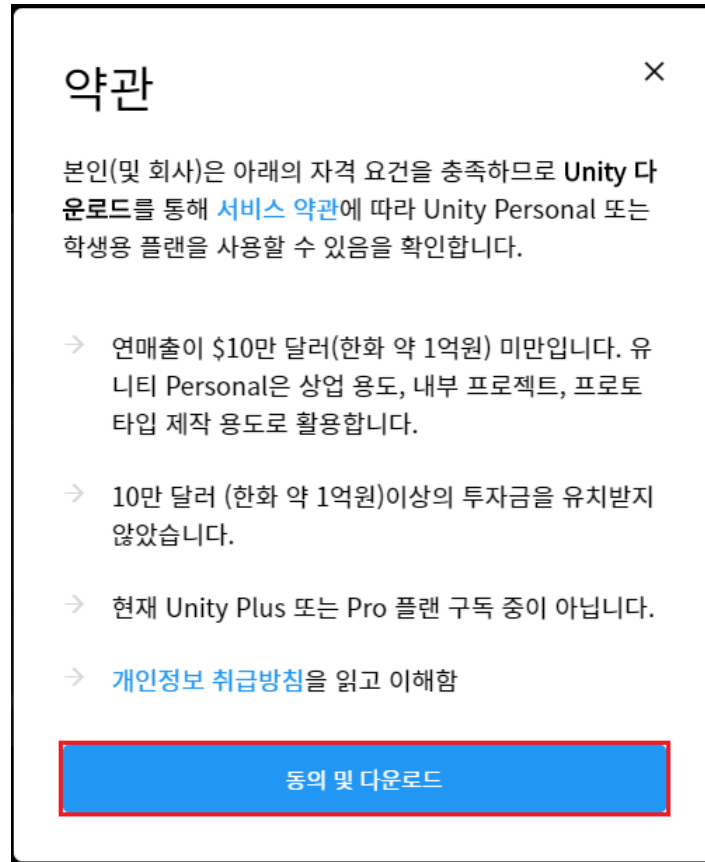 약관
본인(및 회사)은 아래의 자격 요건을 충족하므로 Unity 다
운로드를 통해 서비스 약관에 따라 Unity Personal 또는
학생용 플랜을 사용할 수 있음을 확인합니다.
연매출이 $10만 달러(한화 약 1억원) 미만입니다. 유
니티 Personal은 상업 용도, 내부 프로젝트, 프로토
타입 제작 용도로 활용합니다.
10만 달러 (한화 약 1억원)이상의 투자금을 유치받지
않았습니다.
현재 Unity Plus 또는 Pro 플랜 구독 중이 아닙니다.
개인정보 취급방침을 읽고 이해함
동의 및 다운로드